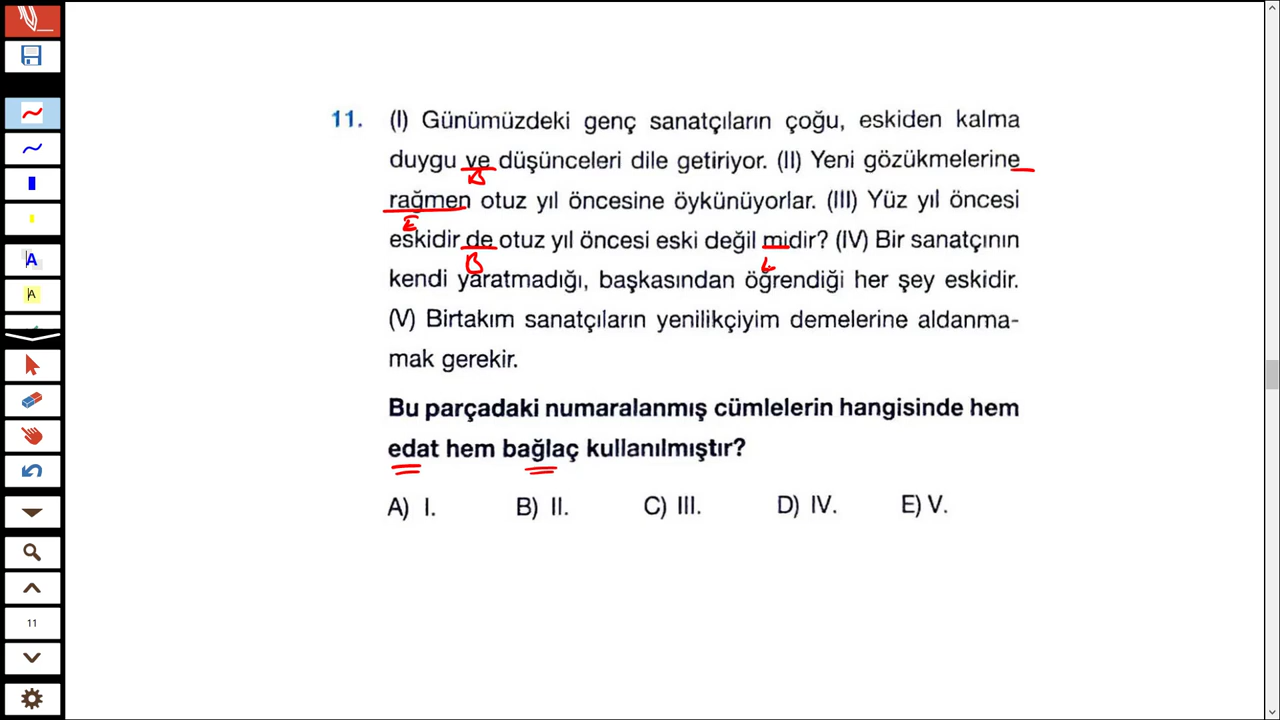 11. (I) Günümüzdeki genç sanatçıların çoğu, eskiden kalma
duygu ve düşünceleri dile getiriyor. (II) Yeni gözükmelerine
B
rağmen otuz yıl öncesine öykünüyorlar. (III) Yüz yıl öncesi
E
eskidir de otuz yıl öncesi eski değil midir? (IV) Bir sanatçının
B
kendi yaratmadığı, başkasından öğrendiği her şey eskidir.
(V) Birtakım sanatçıların yenilikçiyim demelerine aldanma-
mak gerekir.
Bu parçadaki numaralanmış cümlelerin hangisinde hem
edat hem bağlaç kullanılmıştır?
A) I. B) II. C) III. D) IV. E) V.
A
A
11